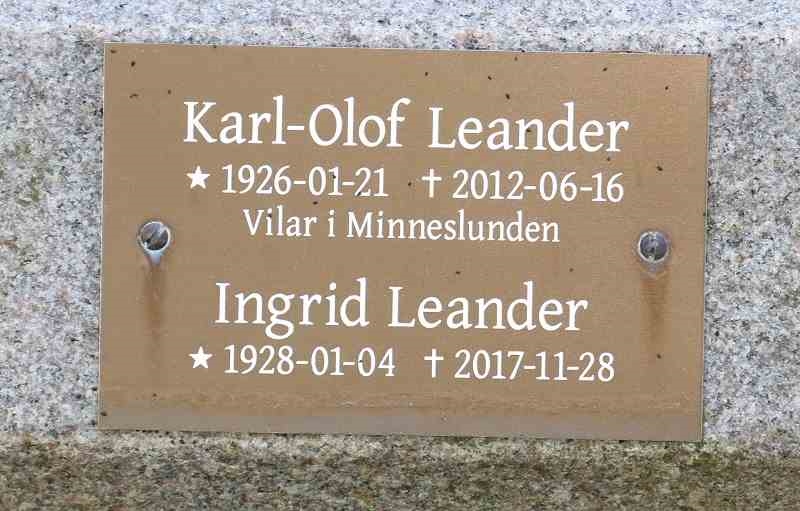 Karl-Olof Leander
★ 1926-01-21 † 2012-06-16
Vilar i Minneslunden
Ingrid Leander
★ 1928-01-04 † 2017-11-28